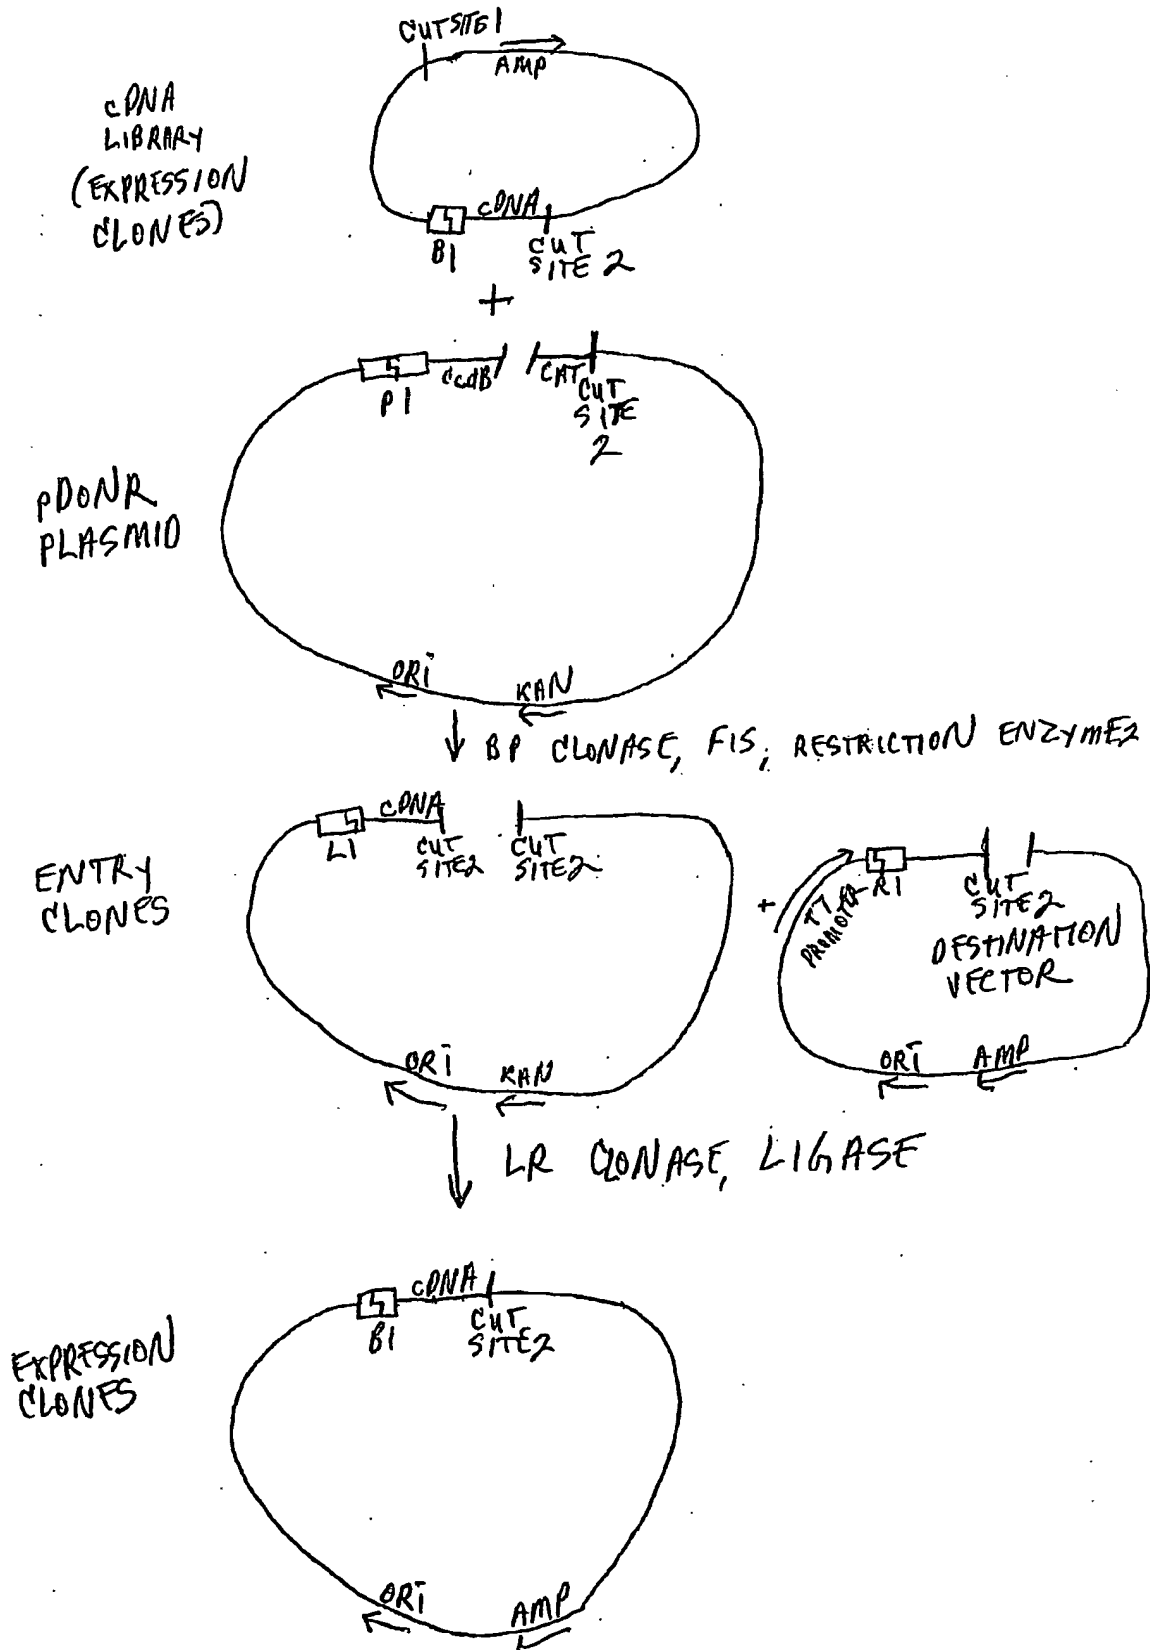 CUT SITE 1
AMP
cDNA
LIBRARY
(EXPRESSION
CLONES)
cDNA
B1
CUT
SITE 2
+
P1
CcdB
CAT
CUT
SITE
2
pDONR
PLASMID
ORI
KAN
BP CLONASE, FIS, RESTRICTION ENZYME2
ENTRY
CLONES
L1
cDNA
CUT
SITE2
CUT
SITE2
ORI
KAN
+
T7
PROMOTER
R1
CUT
SITE2
DESTINATION
VECTOR
ORI
AMP
LR CLONASE, LIGASE
EXPRESSION
CLONES
B1
cDNA
CUT
SITE2
ORI
AMP